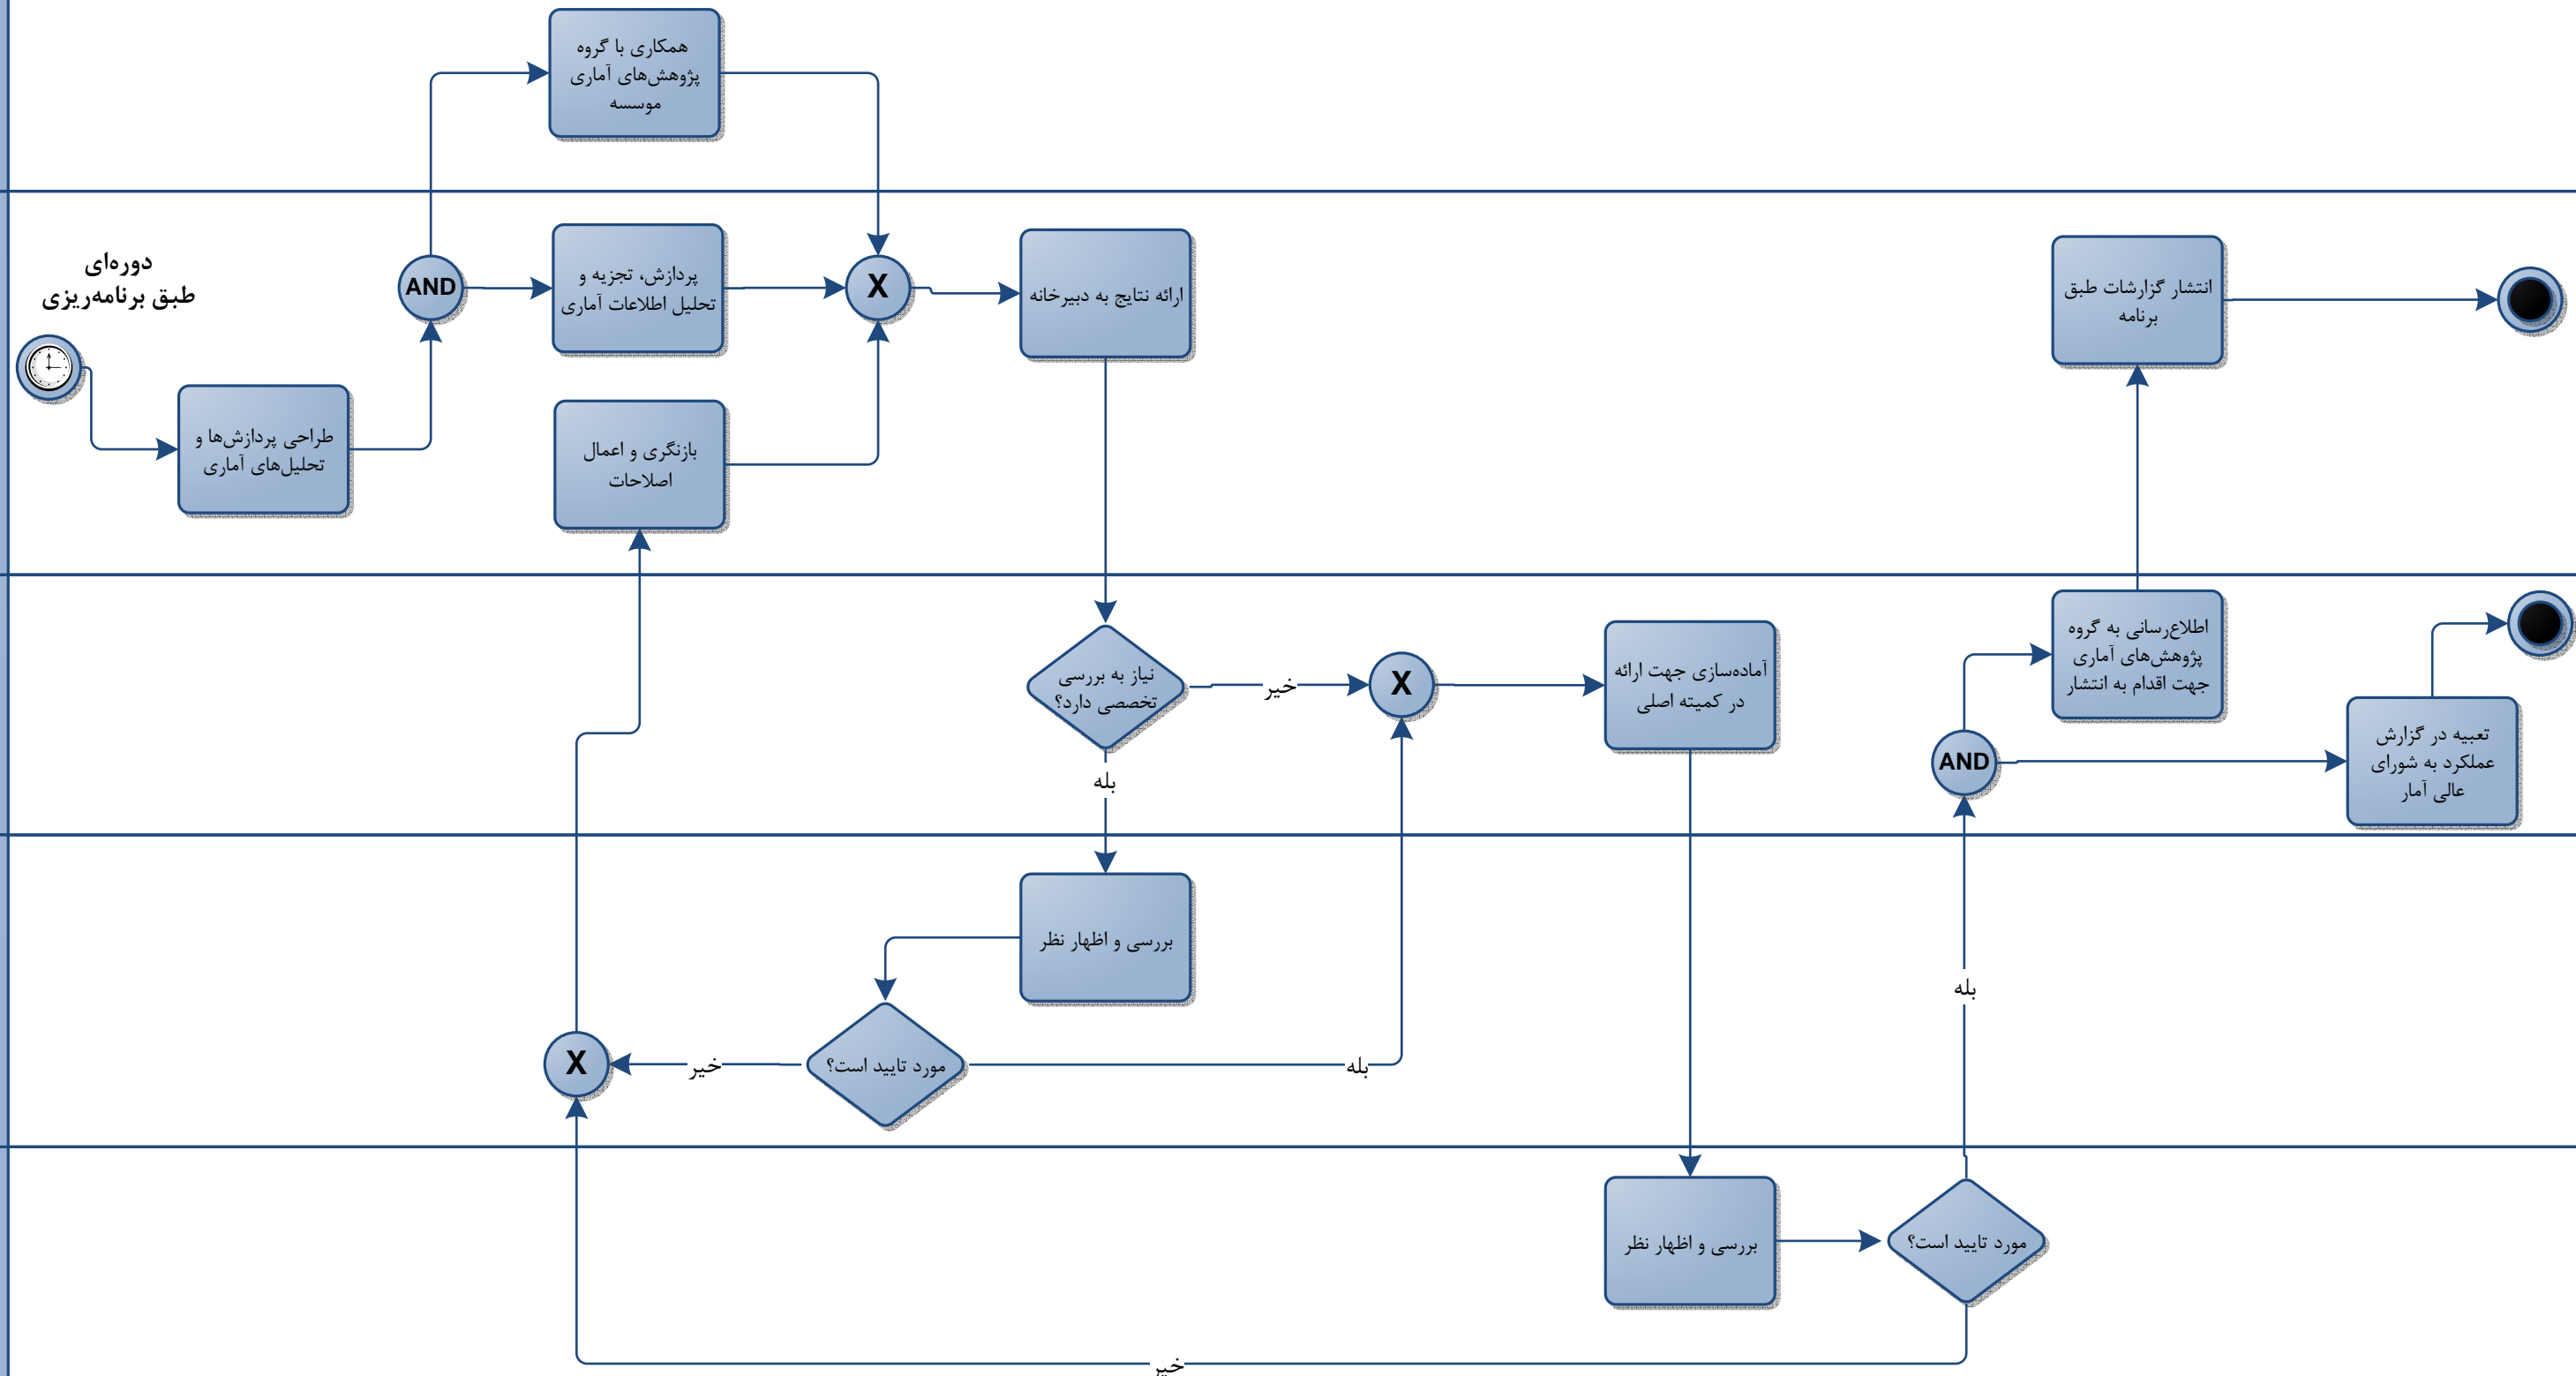 همکاری با گروه
پژوهش‌های آماری
موسسه
دوره‌ای
طبق برنامه‌ریزی
AND
پردازش، تجزیه و
تحلیل اطلاعات آماری
X
ارائه نتایج به دبیرخانه
انتشار گزارشات طبق
برنامه
طراحی پردازش‌ها و
تحلیل‌های آماری
بازنگری و اعمال
اصلاحات
نیاز به بررسی
تخصصی دارد؟
خیر
X
آماده‌سازی جهت ارائه
در کمیته اصلی
اطلاع‌رسانی به گروه
پژوهش‌های آماری
جهت اقدام به انتشار
AND
تعبیه در گزارش
عملکرد به شورای
عالی آمار
بله
بررسی و اظهار نظر
بله
X
خیر
مورد تایید است؟
بله
بررسی و اظهار نظر
مورد تایید است؟
خیر